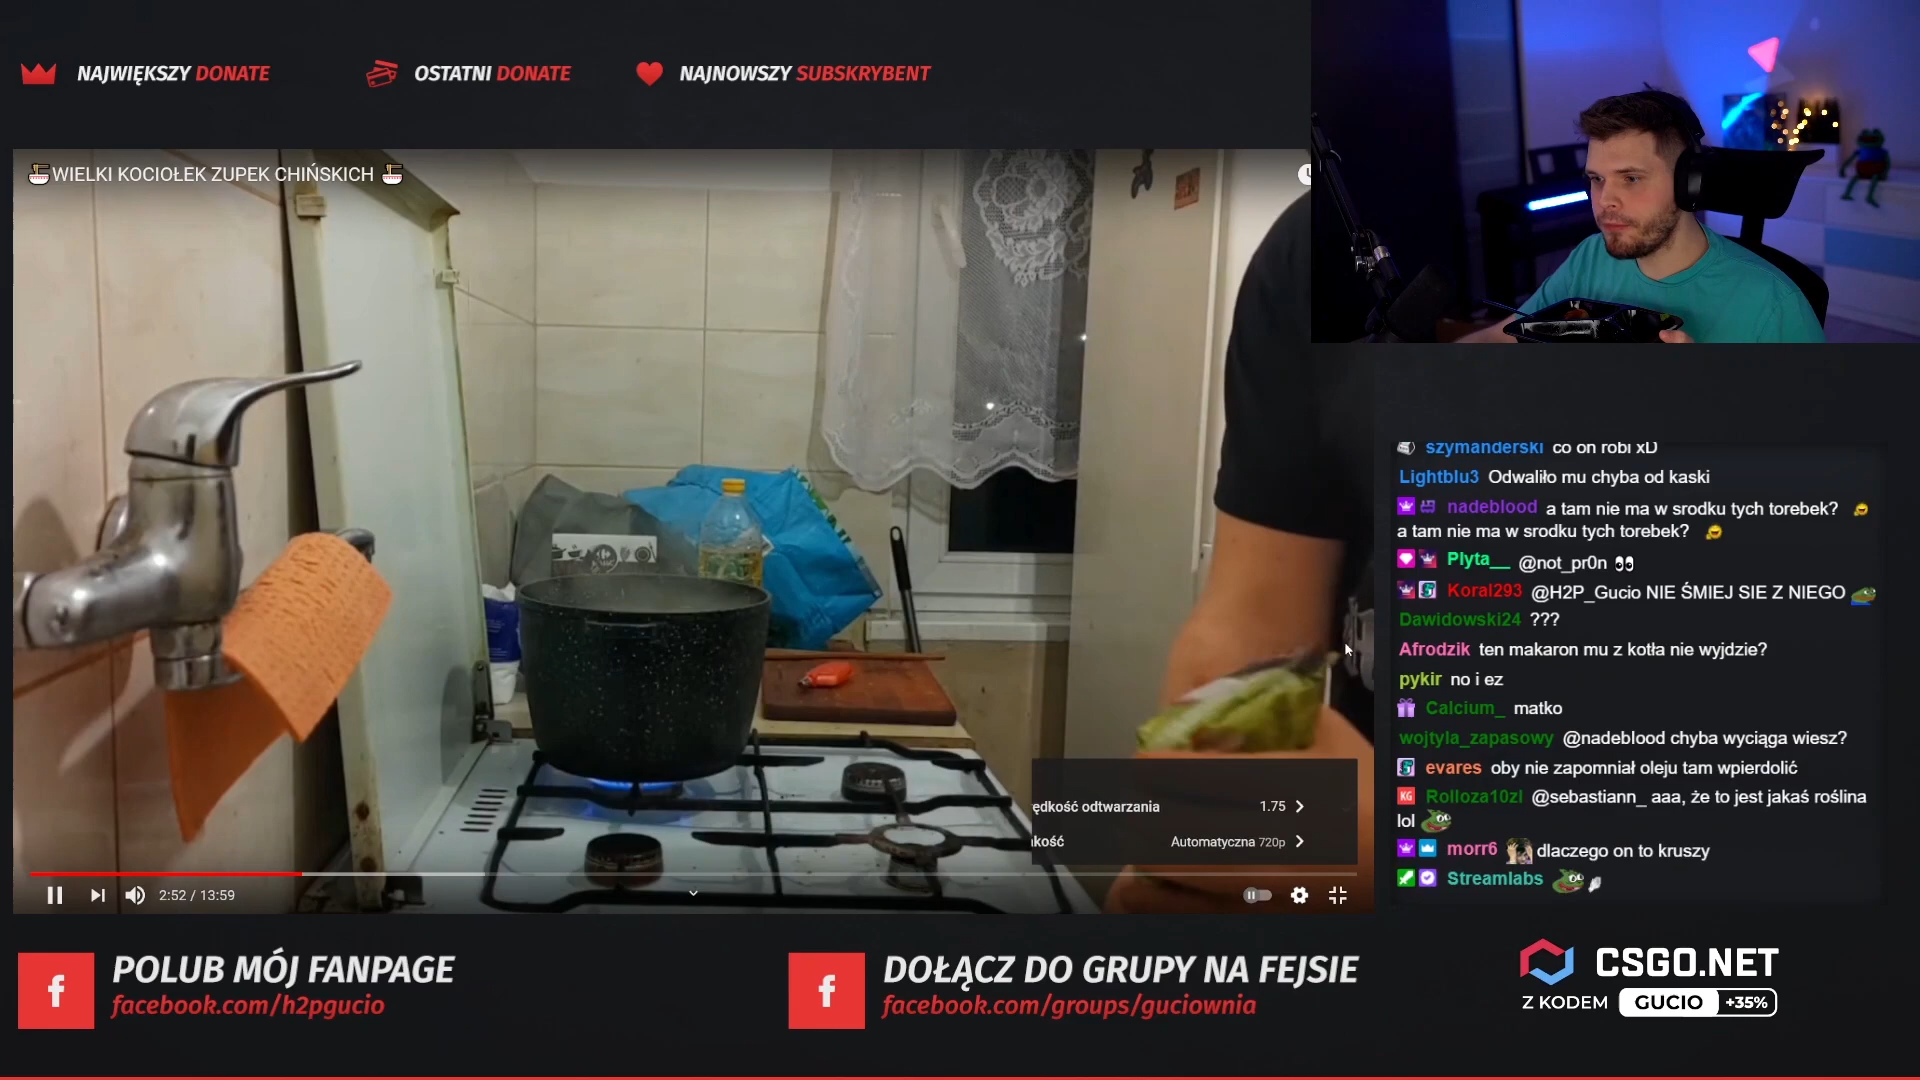 NAJWIĘKSZY DONATE
OSTATNI DONATE
NAJNOWSZY SUBSKRYBENT
WIELKI KOCIOŁEK ZUPEK CHIŃSKICH
ędkość odtwarzania 1.75
kość Automatyczna 720p
2:52 / 13:59
szymanderski co on robi xD
Lightblu3 Odwaliło mu chyba od kaski
nadeblood a tam nie ma w srodku tych torebek?
a tam nie ma w srodku tych torebek?
Plyta__ @not_pr0n
Koral293 @H2P_Gucio NIE ŚMIEJ SIE Z NIEGO
Dawidowski24 ???
Afrodzik ten makaron mu z kotła nie wyjdzie?
pykir no i ez
Calcium_ matko
wojtyla_zapasowy @nadeblood chyba wyciąga wiesz?
evares oby nie zapomniał oleju tam wpierdolić
KG Rolloza10zl @sebastiann_ aaa, że to jest jakaś roślina
lol
morr6 dlaczego on to kruszy
Streamlabs
f POLUB MÓJ FANPAGE
facebook.com/h2pgucio
f DOŁĄCZ DO GRUPY NA FEJSIE
facebook.com/groups/guciownia
CSGO.NET
Z KODEM GUCIO +35%